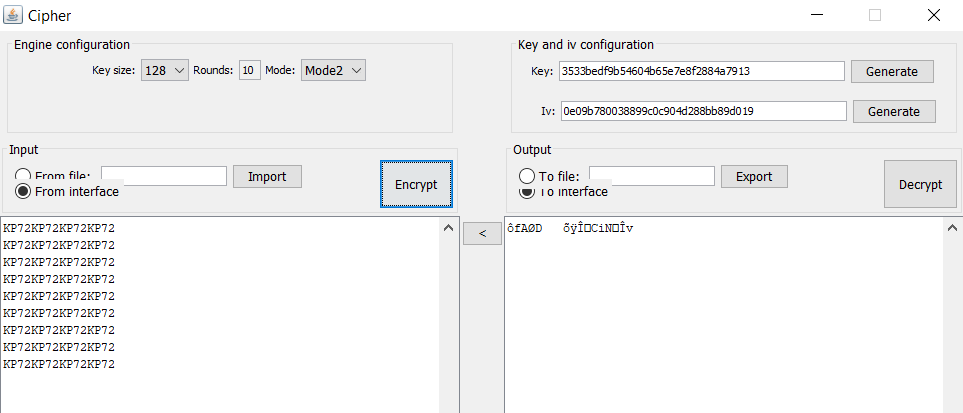 Cipher
Engine configuration
Key size: 128 Rounds: 10 Mode: Mode2
Key and iv configuration
Key: 3533bedf9b54604b65e7e8f2884a7913 Generate
Iv: 0e09b780038899c0c904d288bb89d019 Generate
Input
From file: Import
From interface
Encrypt
Output
To file: Export
To interface
Decrypt
KP72KP72KP72KP72
KP72KP72KP72KP72
KP72KP72KP72KP72
KP72KP72KP72KP72
KP72KP72KP72KP72
KP72KP72KP72KP72
KP72KP72KP72KP72
KP72KP72KP72KP72
KP72KP72KP72KP72
<
ôfAØD õÿÎ□CiN□Îv